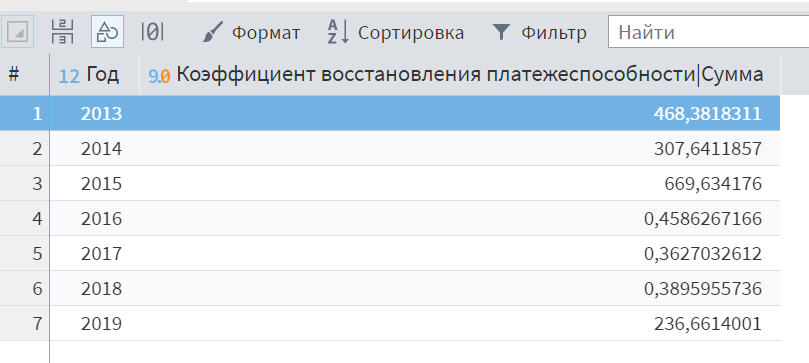 |0| Формат Сортировка Фильтр Найти
# 12 Год 9.0 Коэффициент восстановления платежеспособности|Сумма
1 2013 468,3818311
2 2014 307,6411857
3 2015 669,634176
4 2016 0,4586267166
5 2017 0,3627032612
6 2018 0,3895955736
7 2019 236,6614001